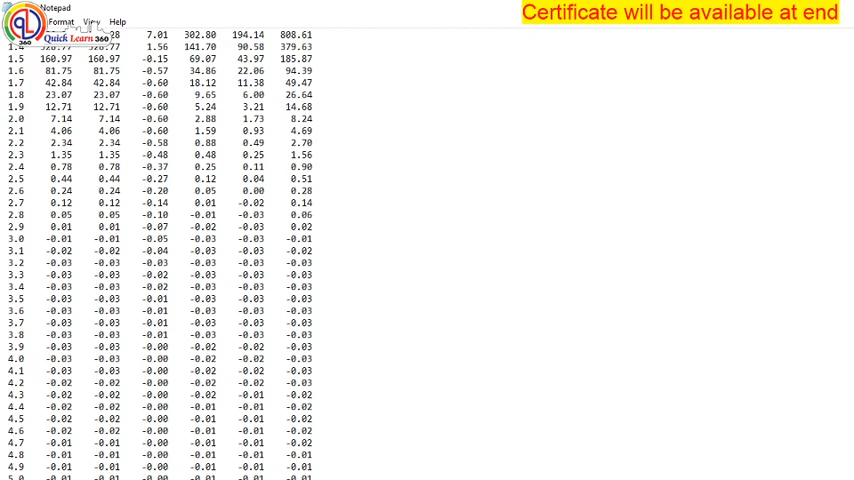 Notepad
Certificate will be available at end
Format View Help
QL
360
Quick Learn 360
28 7.01 302.80 194.14 808.61
1.4 328.77 328.77 1.56 141.70 90.58 379.63
1.5 160.97 160.97 -0.15 69.07 43.97 185.87
1.6 81.75 81.75 -0.57 34.86 22.06 94.39
1.7 42.84 42.84 -0.60 18.12 11.38 49.47
1.8 23.07 23.07 -0.60 9.65 6.00 26.64
1.9 12.71 12.71 -0.60 5.24 3.21 14.68
2.0 7.14 7.14 -0.60 2.88 1.73 8.24
2.1 4.06 4.06 -0.60 1.59 0.93 4.69
2.2 2.34 2.34 -0.58 0.88 0.49 2.70
2.3 1.35 1.35 -0.48 0.48 0.25 1.56
2.4 0.78 0.78 -0.37 0.25 0.11 0.90
2.5 0.44 0.44 -0.27 0.12 0.04 0.51
2.6 0.24 0.24 -0.20 0.05 0.00 0.28
2.7 0.12 0.12 -0.14 0.01 -0.02 0.14
2.8 0.05 0.05 -0.10 -0.01 -0.03 0.06
2.9 0.01 0.01 -0.07 -0.02 -0.03 0.02
3.0 -0.01 -0.01 -0.05 -0.03 -0.03 -0.01
3.1 -0.02 -0.02 -0.04 -0.03 -0.03 -0.02
3.2 -0.03 -0.03 -0.03 -0.03 -0.03 -0.03
3.3 -0.03 -0.03 -0.02 -0.03 -0.03 -0.03
3.4 -0.03 -0.03 -0.02 -0.03 -0.03 -0.03
3.5 -0.03 -0.03 -0.01 -0.03 -0.03 -0.03
3.6 -0.03 -0.03 -0.01 -0.03 -0.03 -0.03
3.7 -0.03 -0.03 -0.01 -0.03 -0.03 -0.03
3.8 -0.03 -0.03 -0.01 -0.03 -0.03 -0.03
3.9 -0.03 -0.03 -0.00 -0.02 -0.02 -0.03
4.0 -0.03 -0.03 -0.00 -0.02 -0.02 -0.03
4.1 -0.03 -0.03 -0.00 -0.02 -0.02 -0.03
4.2 -0.02 -0.02 -0.00 -0.02 -0.02 -0.03
4.3 -0.02 -0.02 -0.00 -0.02 -0.01 -0.02
4.4 -0.02 -0.02 -0.00 -0.01 -0.01 -0.02
4.5 -0.02 -0.02 -0.00 -0.01 -0.01 -0.02
4.6 -0.02 -0.02 -0.00 -0.01 -0.01 -0.02
4.7 -0.01 -0.01 -0.00 -0.01 -0.01 -0.02
4.8 -0.01 -0.01 -0.00 -0.01 -0.01 -0.01
4.9 -0.01 -0.01 -0.00 -0.01 -0.01 -0.01
5.0 -0.01 -0.01 -0.00 -0.01 -0.01 -0.01